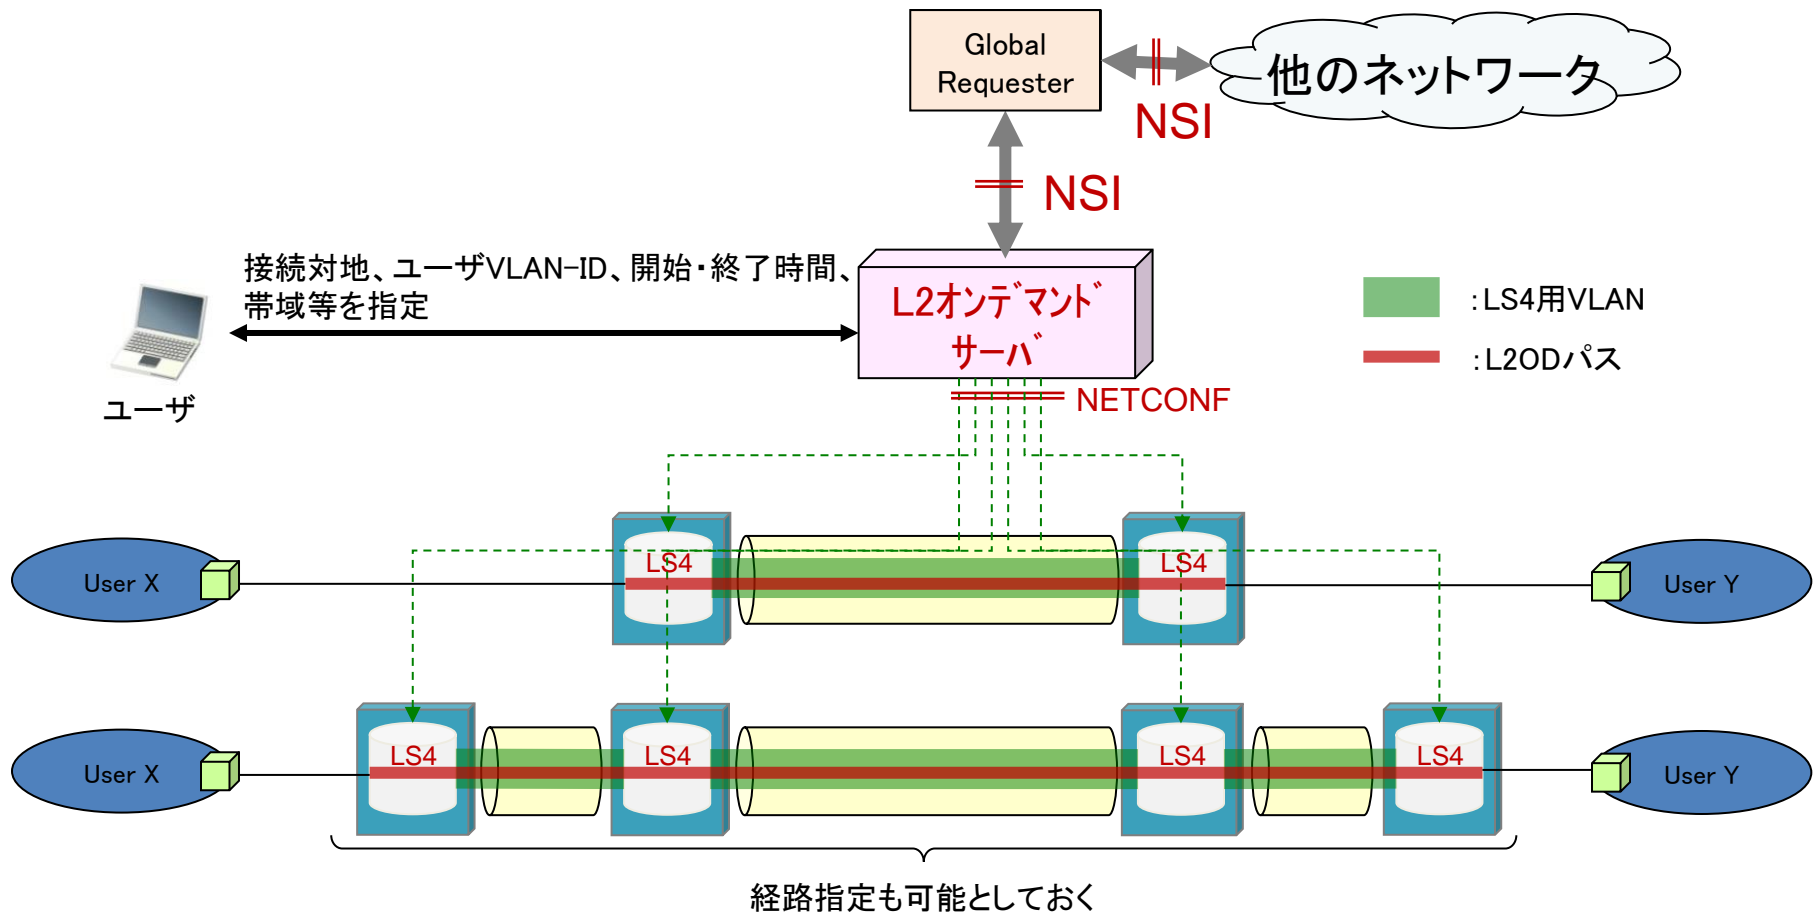 Global
Requester
他のネットワーク
NSI
NSI
接続対地、ユーザVLAN-ID、開始・終了時間、
帯域等を指定
L2オンデマンド
サーバ
:LS4用VLAN
:L2ODパス
ユーザ
NETCONF
User X
LS4
LS4
User Y
User X
LS4
LS4
LS4
LS4
User Y
経路指定も可能としておく